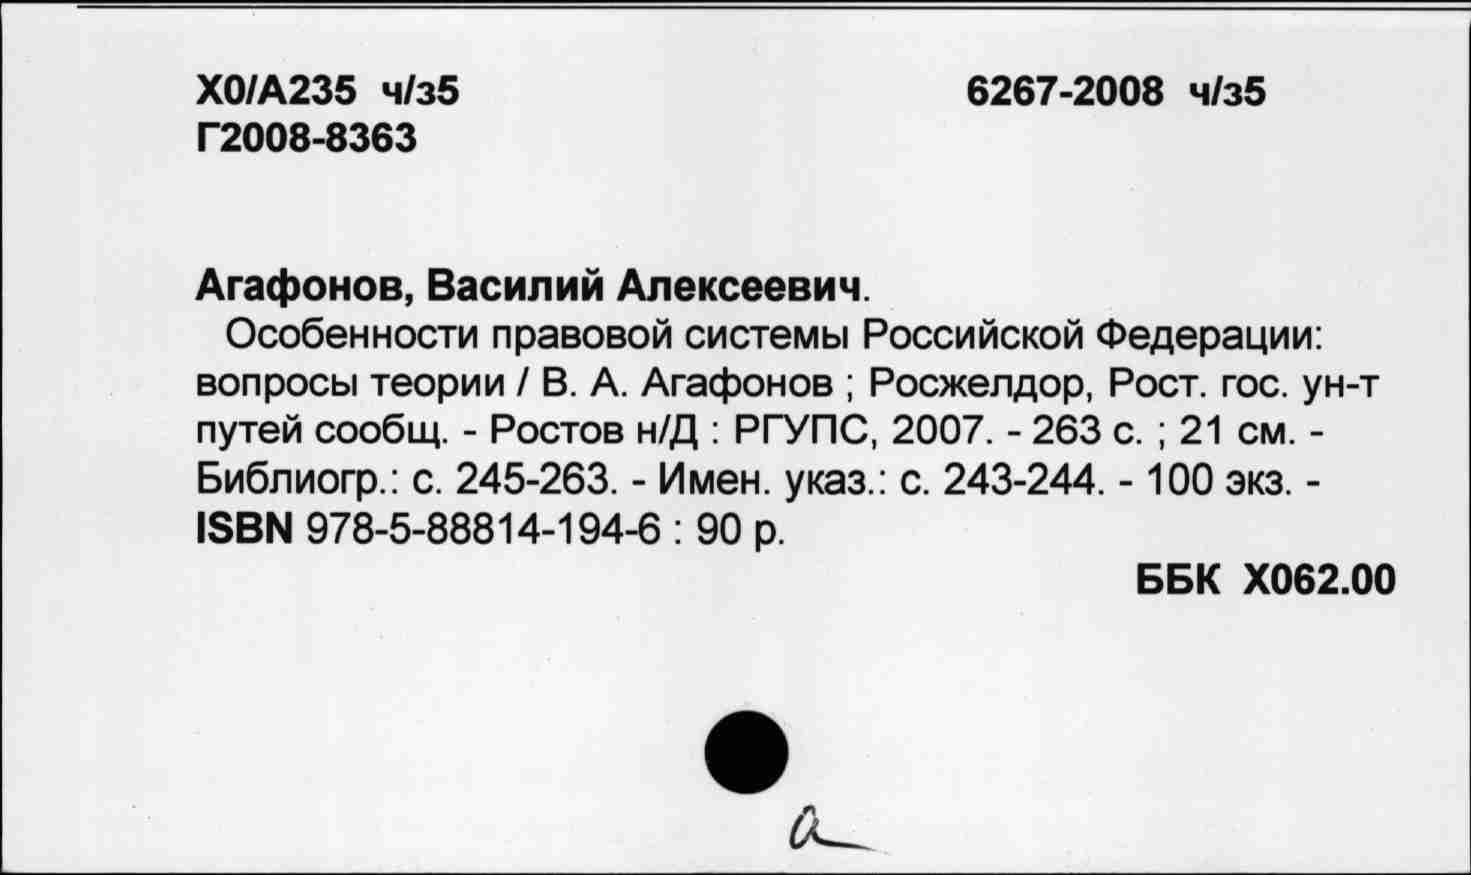 Х0/А235 ч/з5 6267-2008 ч/з5
Г2008-8363
Агафонов, Василий Алексеевич.
Особенности правовой системы Российской Федерации:
вопросы теории / В. А. Агафонов ; Росжелдор, Рост. гос. ун-т
путей сообщ. - Ростов н/Д : РГУПС, 2007. - 263 с. ; 21 см. -
Библиогр.: с. 245-263. - Имен. указ.: с. 243-244. - 100 экз. -
ISBN 978-5-88814-194-6 : 90 р.
ББК Х062.00
а